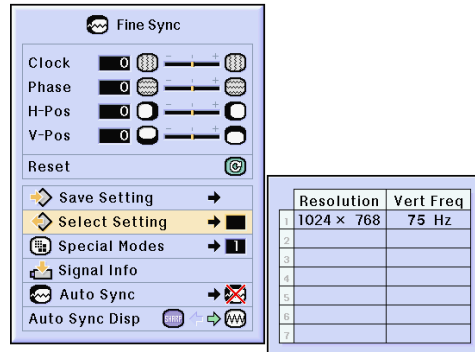 Fine Sync
Clock 0 - +
Phase 0 - +
H-Pos 0 - +
V-Pos 0 - +
Reset
Save Setting
Select Setting
Special Modes 1
Signal Info
Auto Sync
Auto Sync Disp SHARP
Resolution Vert Freq
1 1024 × 768 75 Hz
2
3
4
5
6
7